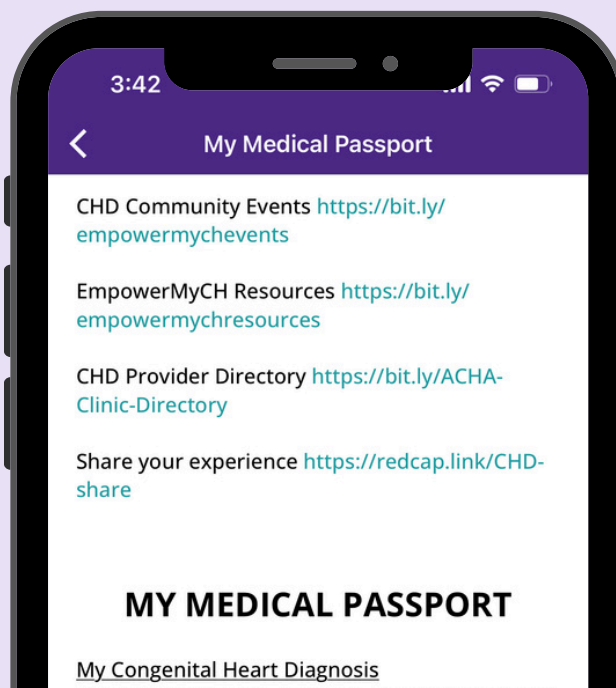 3:42
My Medical Passport
CHD Community Events https://bit.ly/
empowermychevents
EmpowerMyCH Resources https://bit.ly/
empowermychresources
CHD Provider Directory https://bit.ly/ACHA-
Clinic-Directory
Share your experience https://redcap.link/CHD-
share
MY MEDICAL PASSPORT
My Congenital Heart Diagnosis